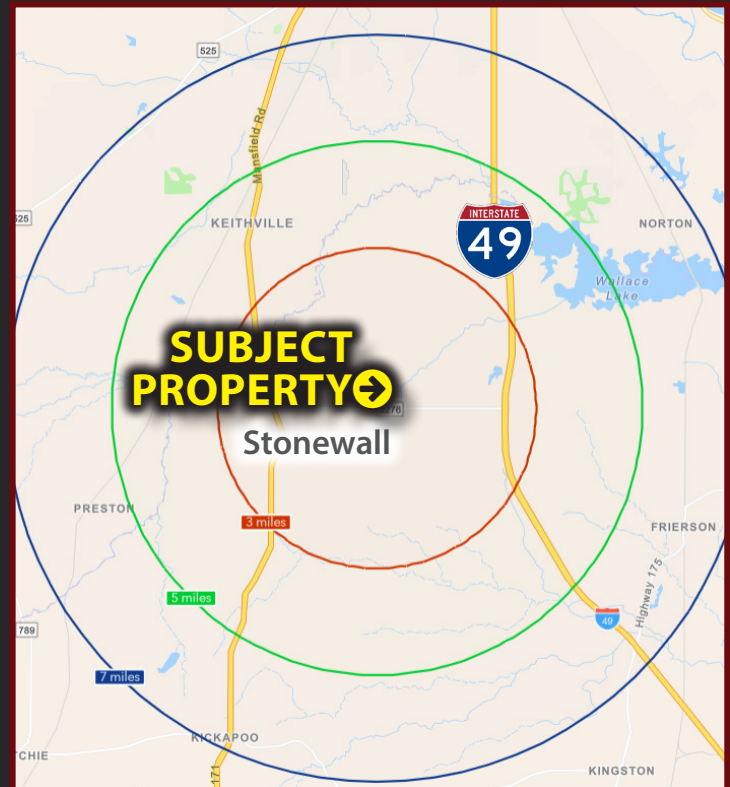 525
Mansfield Rd
525
KEITHVILLE
INTERSTATE
49
NORTON
Wallace
Lake
SUBJECT
PROPERTY
276
Stonewall
PRESTON
3 miles
FRIERSON
Highway 175
5 miles
49
789
7 miles
KICKAPOO
CHIE
171
KINGSTON